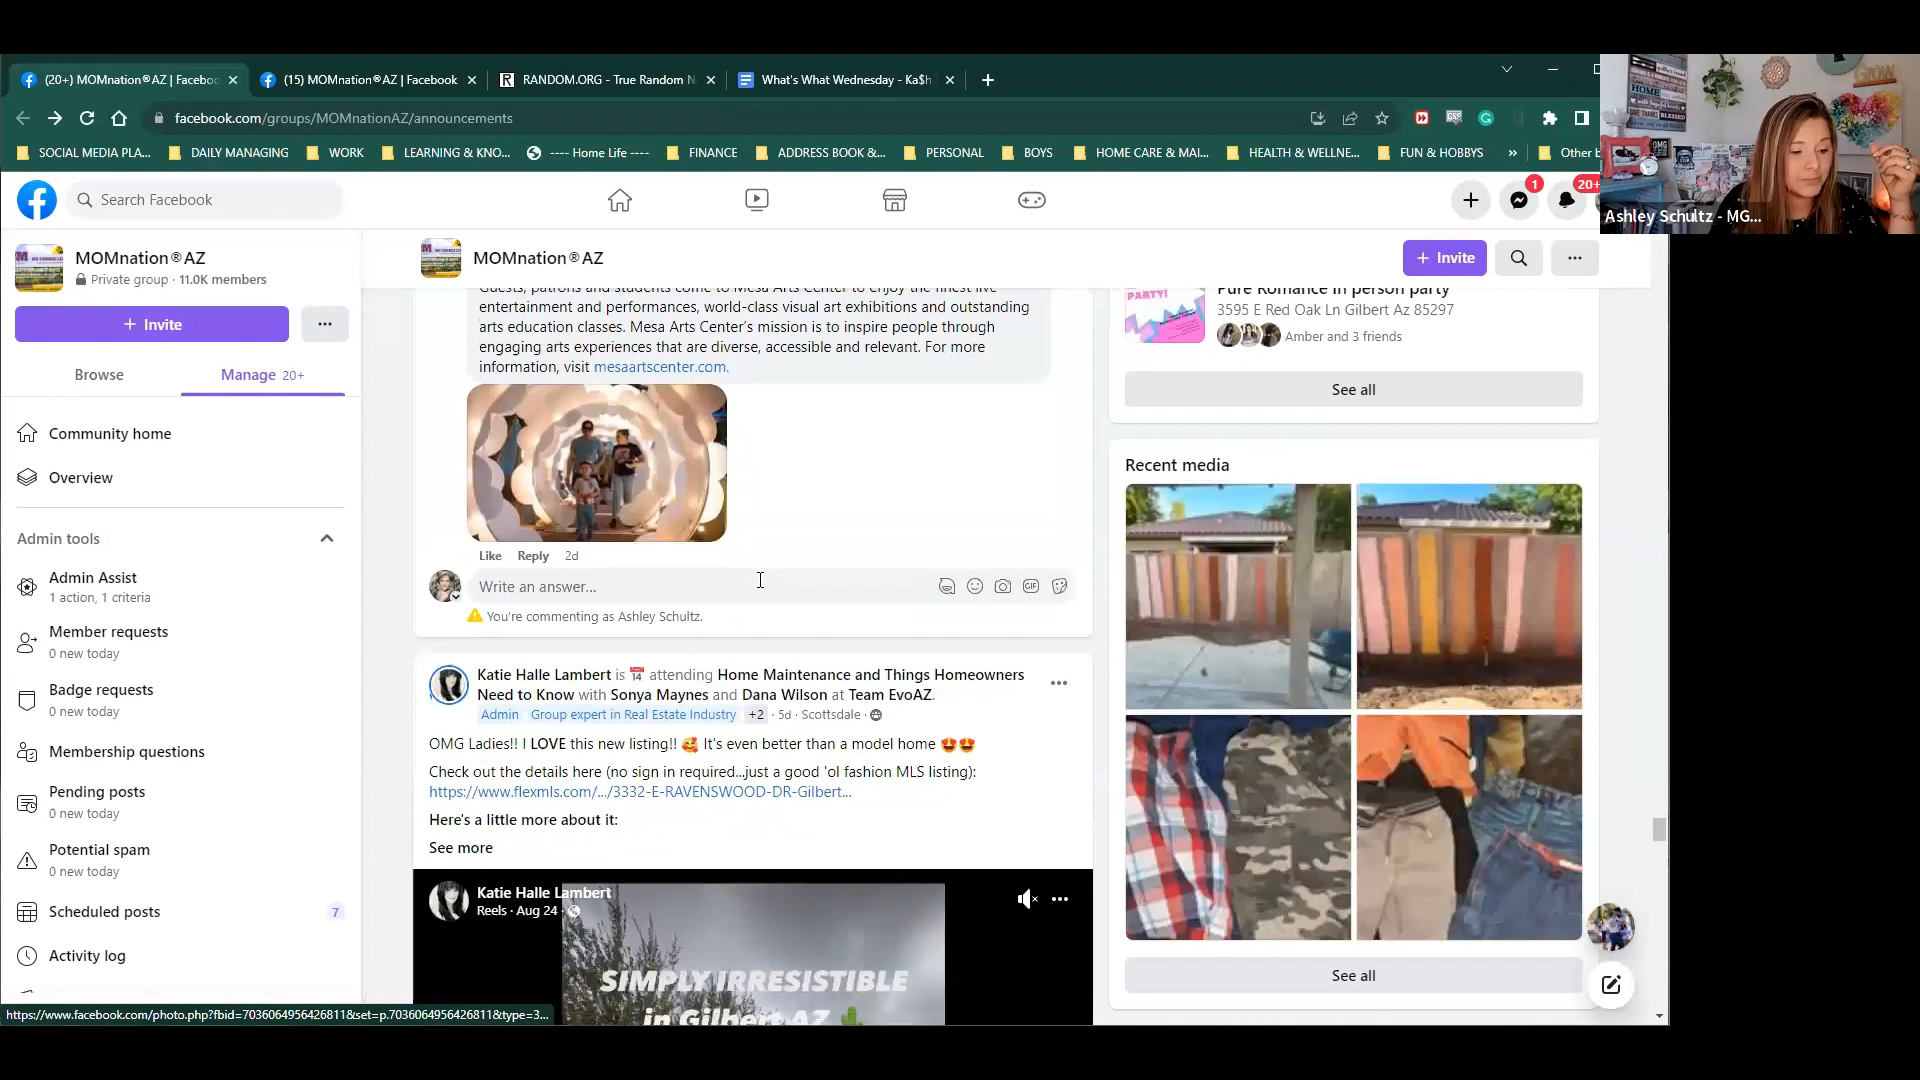 (20+) MOMnation®AZ | Faceboo
(15) MOMnation®AZ | Facebook
RANDOM.ORG - True Random N
What's What Wednesday - Ka$h
facebook.com/groups/MOMnationAZ/announcements
SOCIAL MEDIA PLA...
DAILY MANAGING
WORK
LEARNING & KNO...
---- Home Life ----
FINANCE
ADDRESS BOOK &...
PERSONAL
BOYS
HOME CARE & MAI...
HEALTH & WELLNE...
FUN & HOBBYS
»
Other b
Ashley Schultz - MG...
Search Facebook
1
20+
MOMnation®AZ
Private group · 11.0K members
+ Invite
Browse
Manage 20+
Community home
Overview
Admin tools
Admin Assist
1 action, 1 criteria
Member requests
0 new today
Badge requests
0 new today
Membership questions
Pending posts
0 new today
Potential spam
0 new today
Scheduled posts
7
Activity log
https://www.facebook.com/photo.php?fbid=7036064956426811&set=p.7036064956426811&type=3...
MOMnation®AZ
+ Invite
Guests, patrons and students come to Mesa Arts Center to enjoy the finest live
entertainment and performances, world-class visual art exhibitions and outstanding
arts education classes. Mesa Arts Center's mission is to inspire people through
engaging arts experiences that are diverse, accessible and relevant. For more
information, visit mesaartscenter.com.
Like Reply 2d
Write an answer...
GIF
You're commenting as Ashley Schultz.
Katie Halle Lambert is 📅 attending Home Maintenance and Things Homeowners
Need to Know with Sonya Maynes and Dana Wilson at Team EvoAZ.
Admin Group expert in Real Estate Industry +2 · 5d · Scottsdale ·
OMG Ladies!! I LOVE this new listing!! 🥰 It's even better than a model home 😍😍
Check out the details here (no sign in required...just a good 'ol fashion MLS listing):
https://www.flexmls.com/.../3332-E-RAVENSWOOD-DR-Gilbert...
Here's a little more about it:
See more
Katie Halle Lambert
Reels · Aug 24 ·
SIMPLY IRRESISTIBLE
in Gilbert AZ 🌵
PARTY!
Pure Romance in person party
3595 E Red Oak Ln Gilbert Az 85297
Amber and 3 friends
See all
Recent media
See all